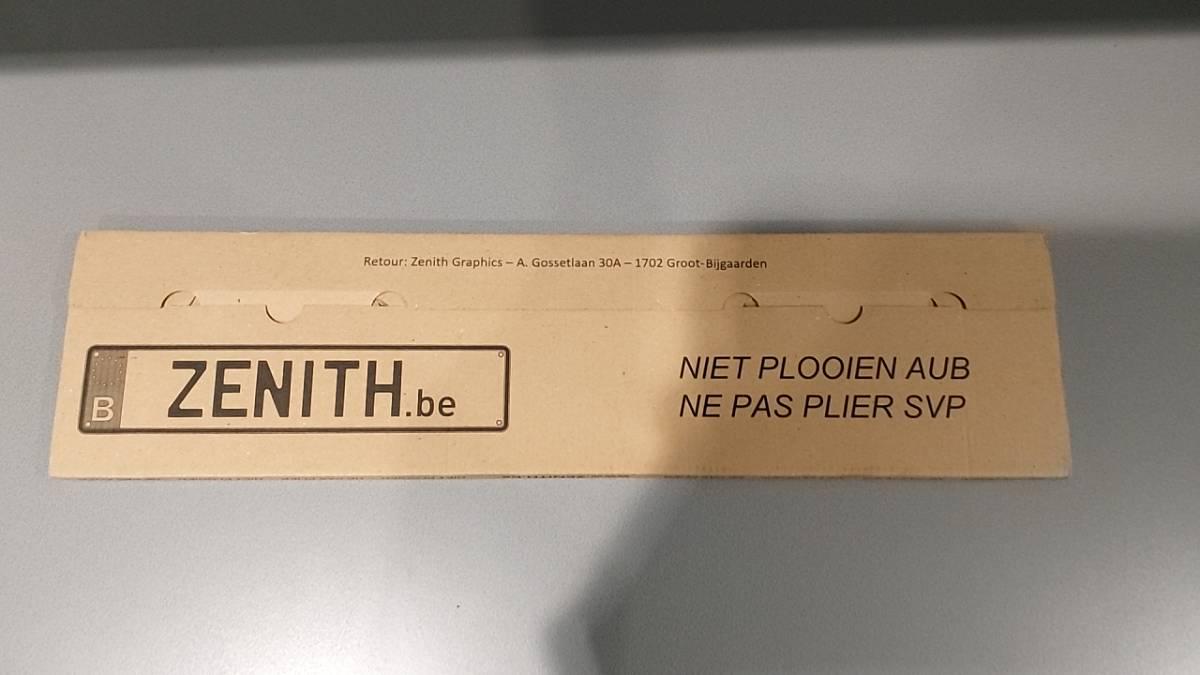 Retour: Zenith Graphics – A. Gossetlaan 30A – 1702 Groot-Bijgaarden
B ZENITH.be
NIET PLOOIEN AUB
NE PAS PLIER SVP